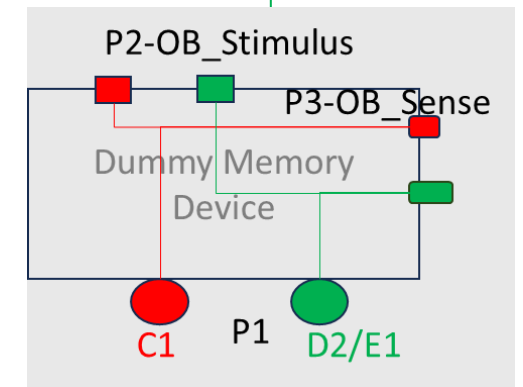 P2-OB_Stimulus
P3-OB_Sense
Dummy Memory
Device
C1
P1
D2/E1